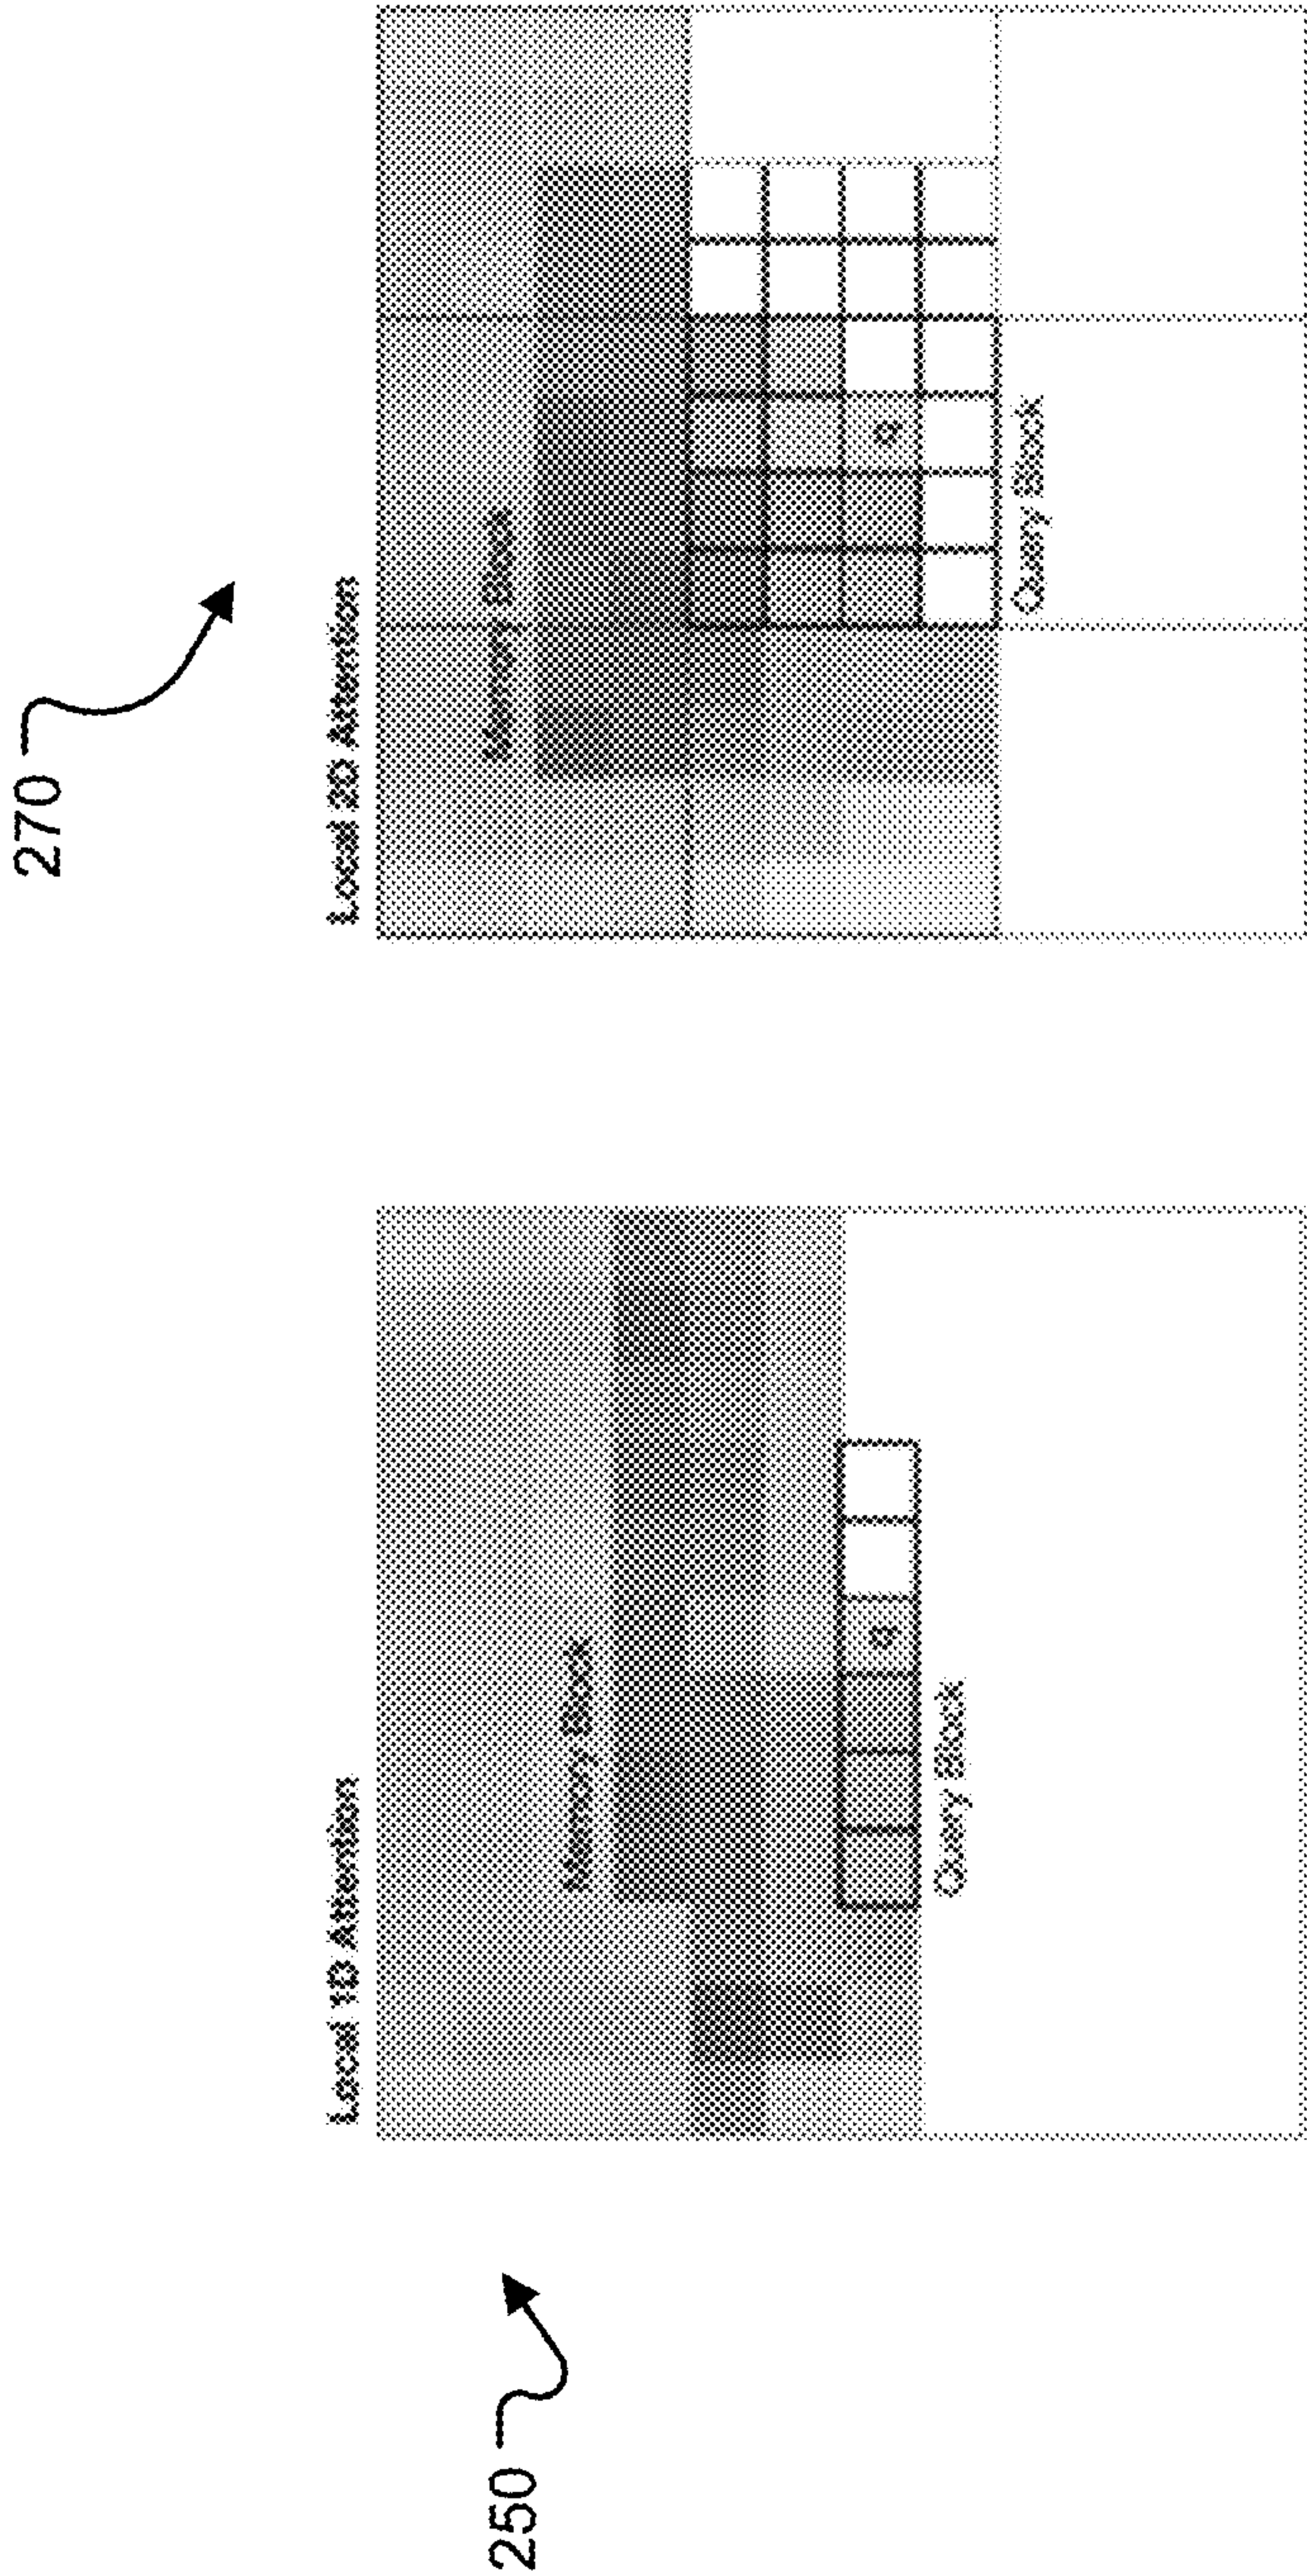 270
250
Local 1D Attention
Memory Block
q
Query Block
Local 2D Attention
Memory Block
q
Query Block